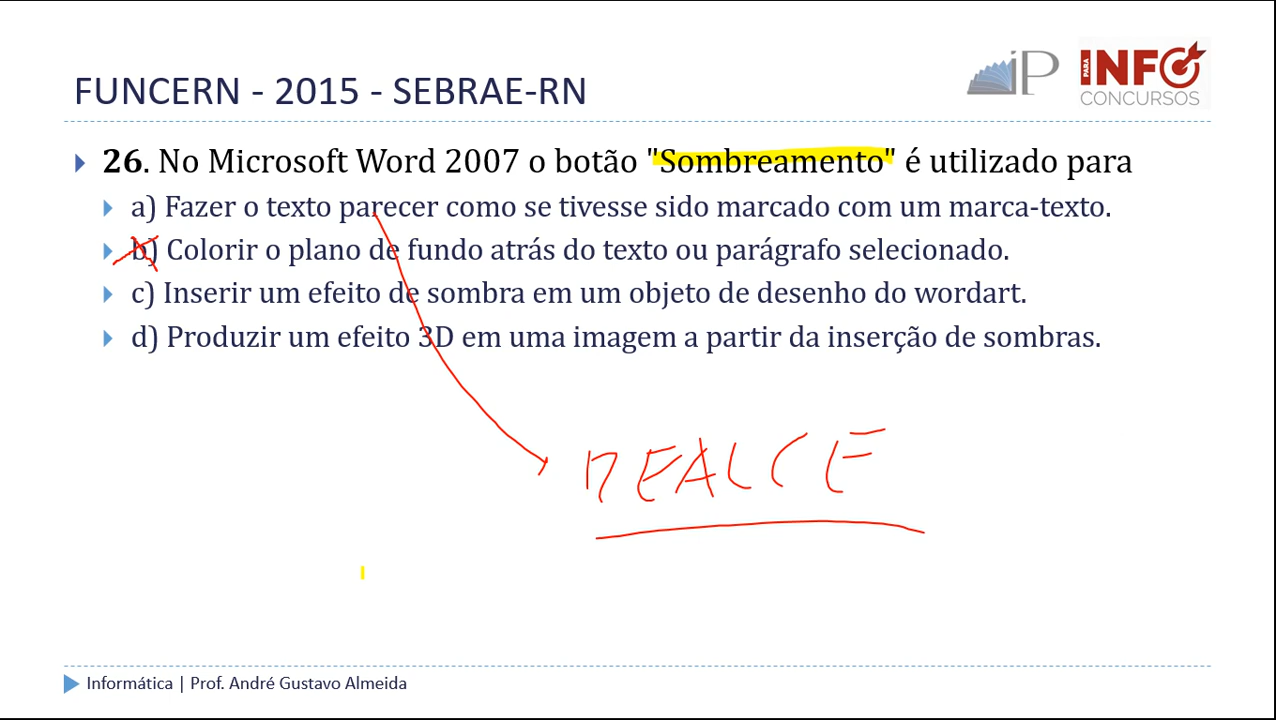 FUNCERN - 2015 - SEBRAE-RN
iP
PARA INFO
CONCURSOS
26. No Microsoft Word 2007 o botão "Sombreamento" é utilizado para
a) Fazer o texto parecer como se tivesse sido marcado com um marca-texto.
b) Colorir o plano de fundo atrás do texto ou parágrafo selecionado.
c) Inserir um efeito de sombra em um objeto de desenho do wordart.
d) Produzir um efeito 3D em uma imagem a partir da inserção de sombras.
REALCE
Informática | Prof. André Gustavo Almeida